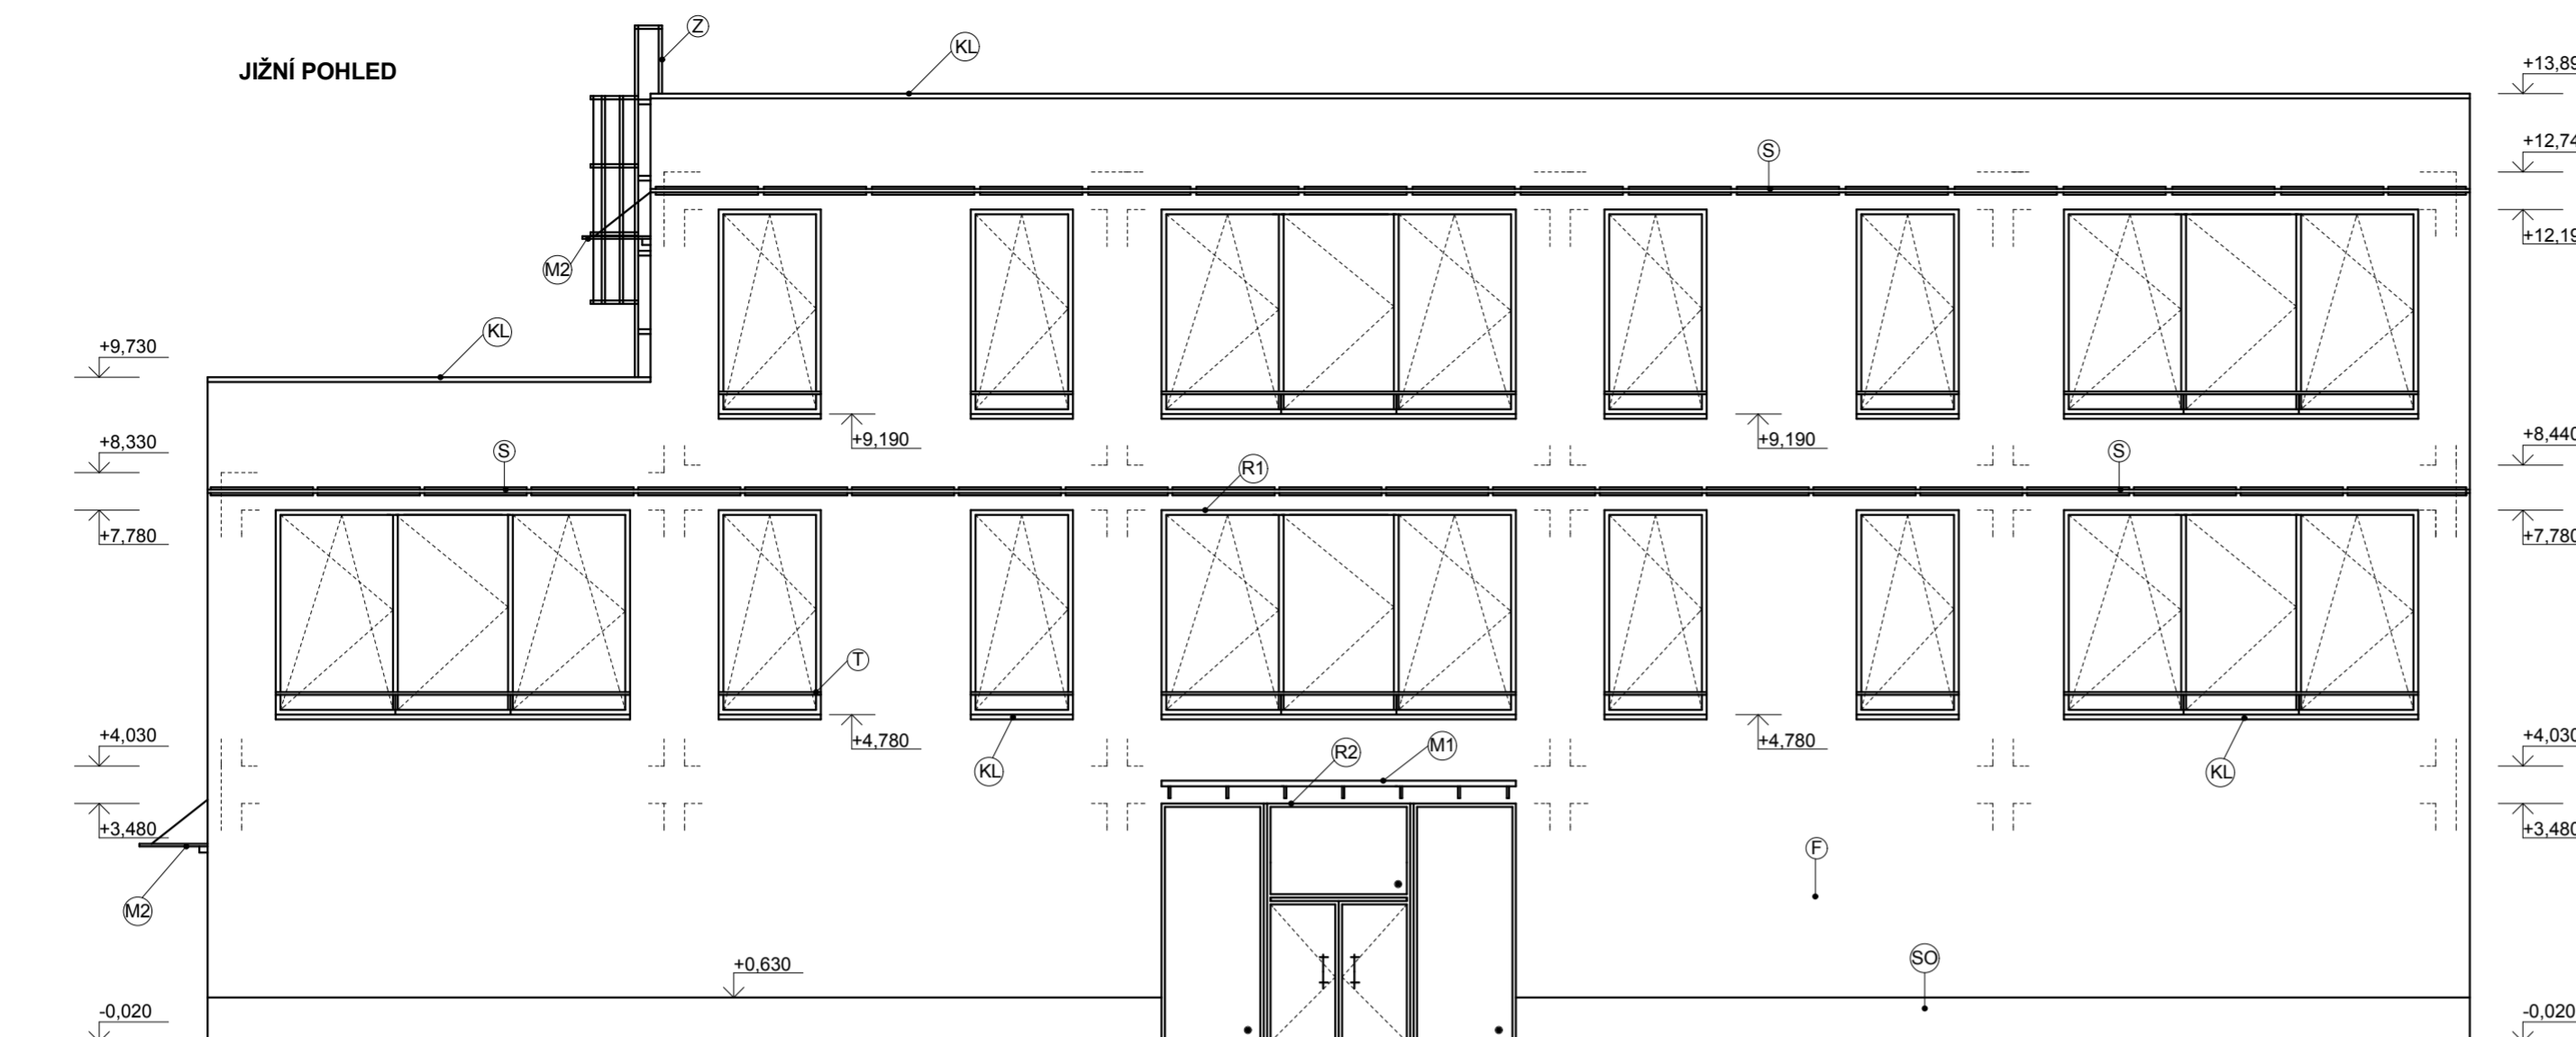 Z
KL
JIŽNÍ POHLED
+13,89
+12,74
S
+12,19
M2
KL
+9,730
+9,190
+9,190
+8,330
+8,440
S
R1
S
+7,780
+7,780
T
+4,780
+4,780
+4,030
+4,030
KL
R2
M1
KL
+3,480
+3,480
F
M2
+0,630
SO
-0,020
-0,020